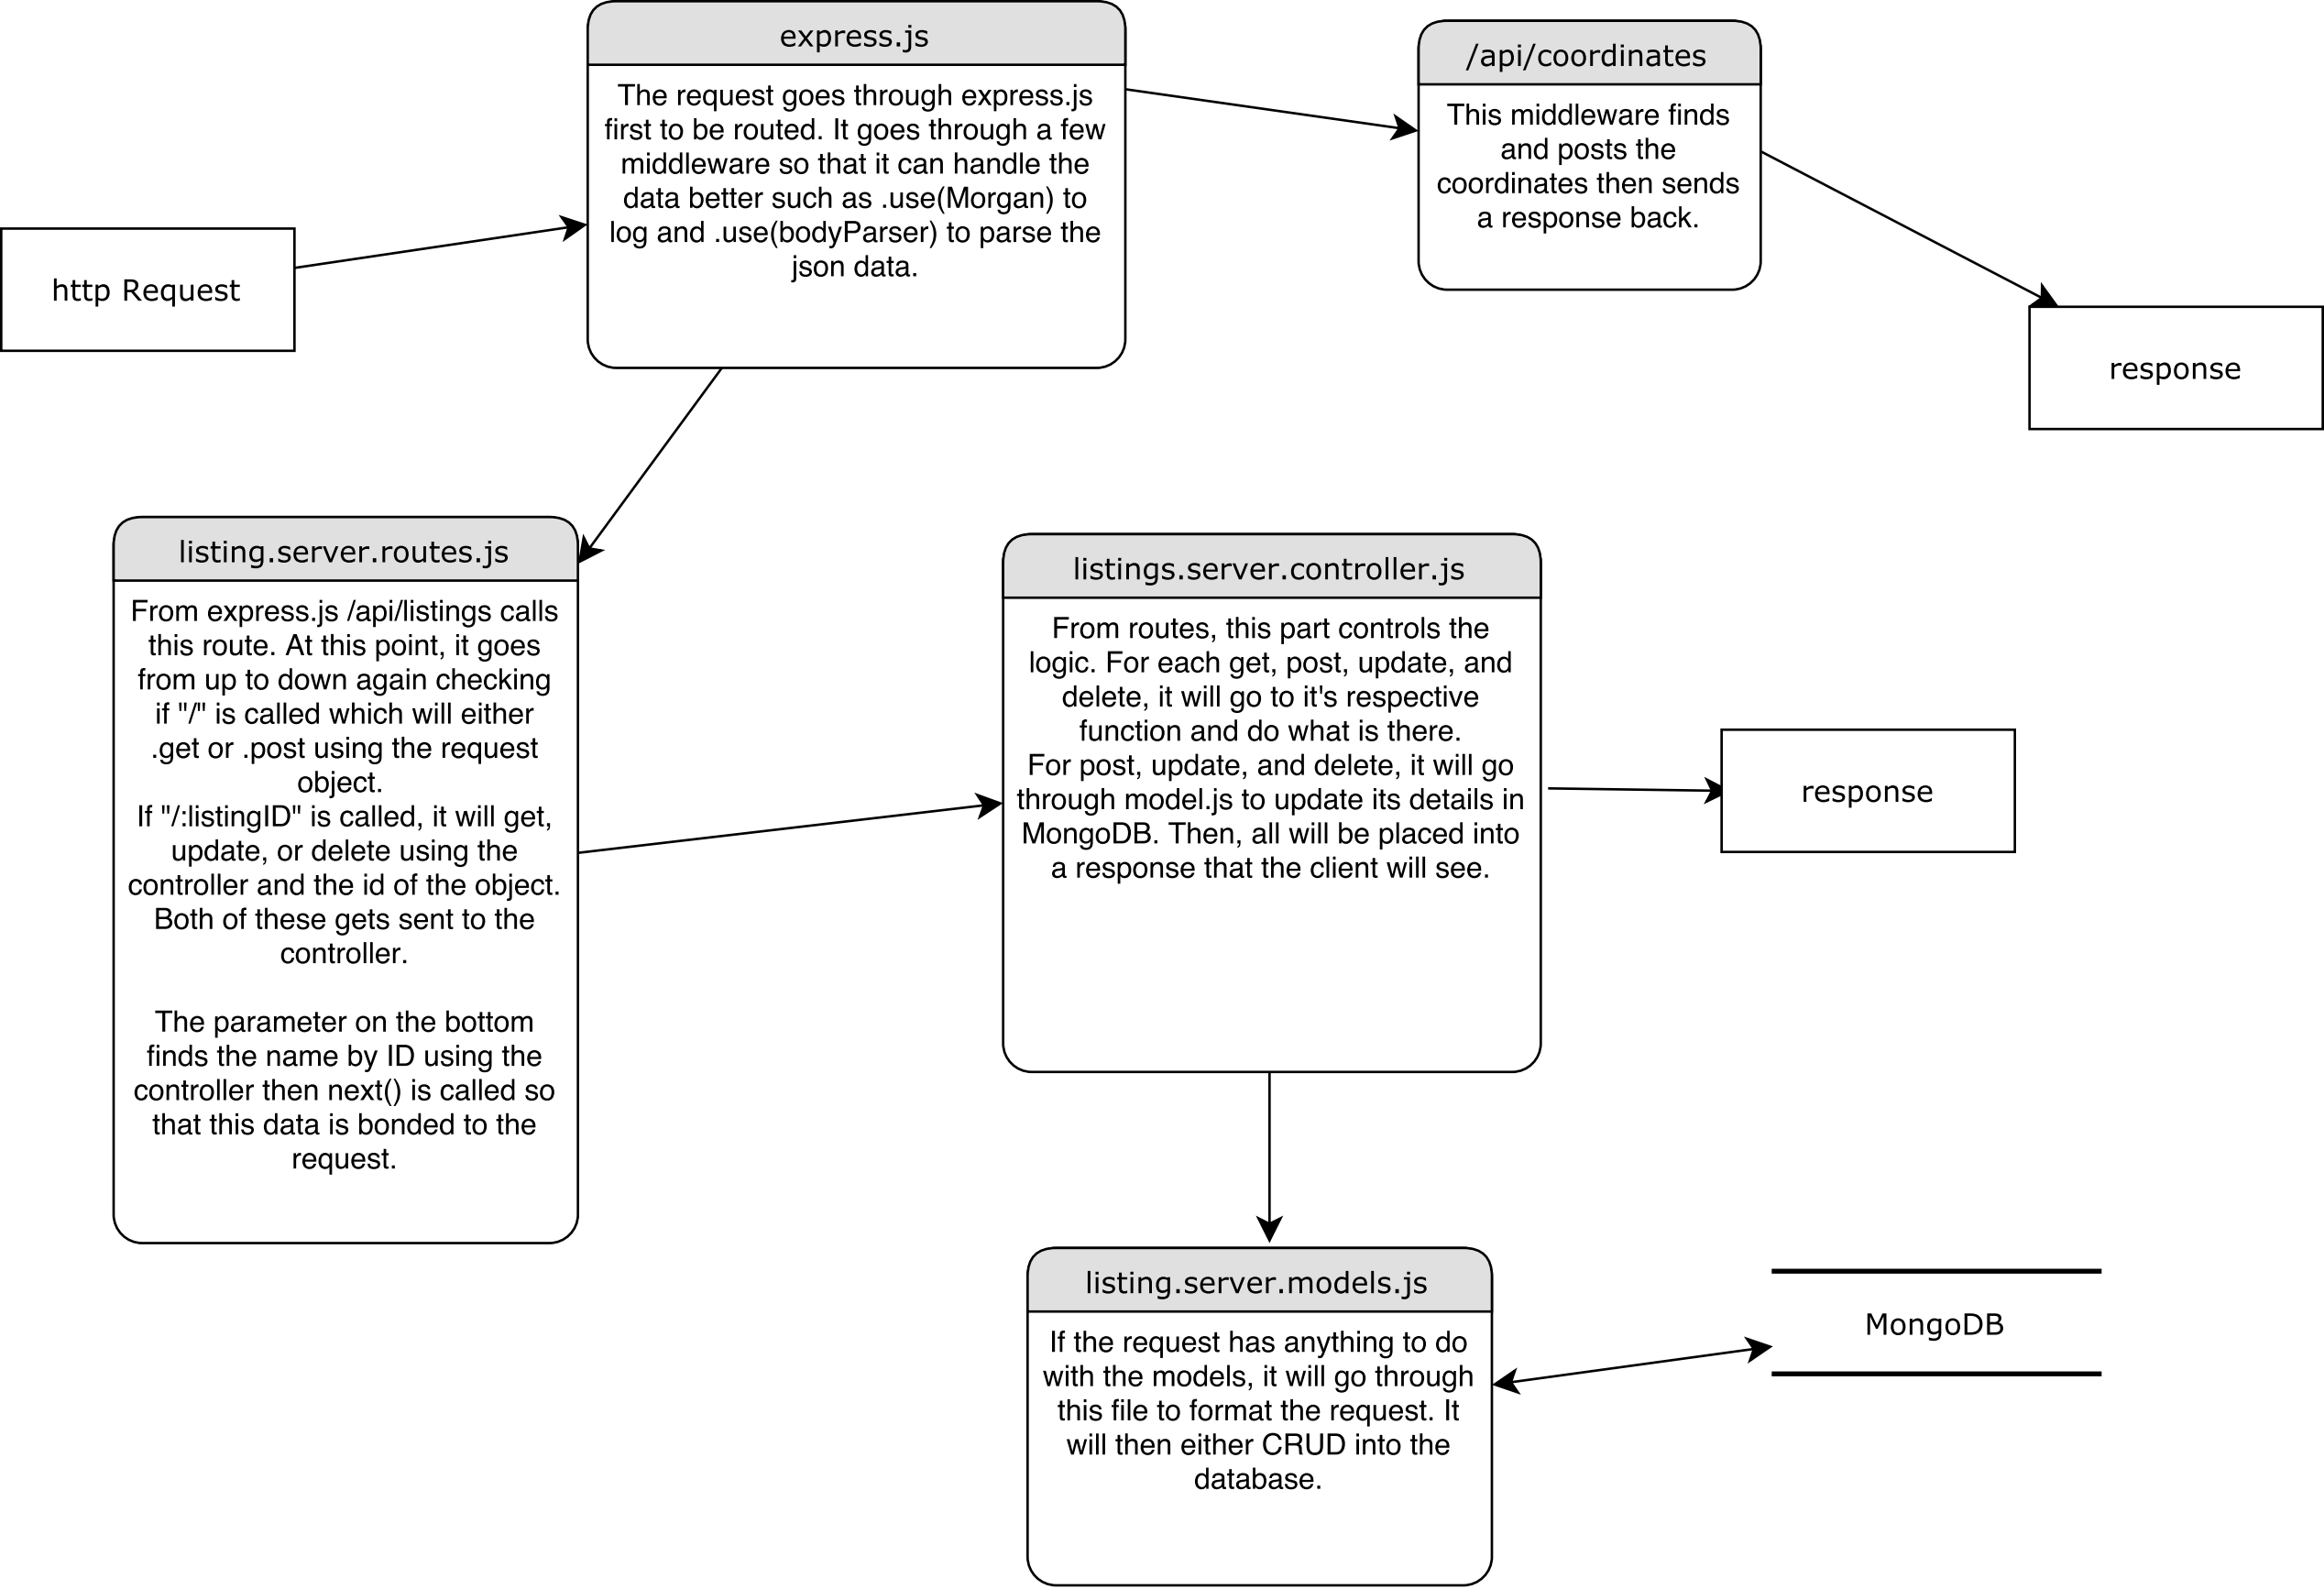 express.js
The request goes through express.js
first to be routed. It goes through a few
middleware so that it can handle the
data better such as .use(Morgan) to
log and .use(bodyParser) to parse the
json data.
/api/coordinates
This middleware finds
and posts the
coordinates then sends
a response back.
http Request
response
listing.server.routes.js
From express.js /api/listings calls
this route. At this point, it goes
from up to down again checking
if "/" is called which will either
.get or .post using the request
object.
If "/:listingID" is called, it will get,
update, or delete using the
controller and the id of the object.
Both of these gets sent to the
controller.
The parameter on the bottom
finds the name by ID using the
controller then next() is called so
that this data is bonded to the
request.
listings.server.controller.js
From routes, this part controls the
logic. For each get, post, update, and
delete, it will go to it's respective
function and do what is there.
For post, update, and delete, it will go
through model.js to update its details in
MongoDB. Then, all will be placed into
a response that the client will see.
response
listing.server.models.js
If the request has anything to do
with the models, it will go through
this file to format the request. It
will then either CRUD into the
database.
MongoDB